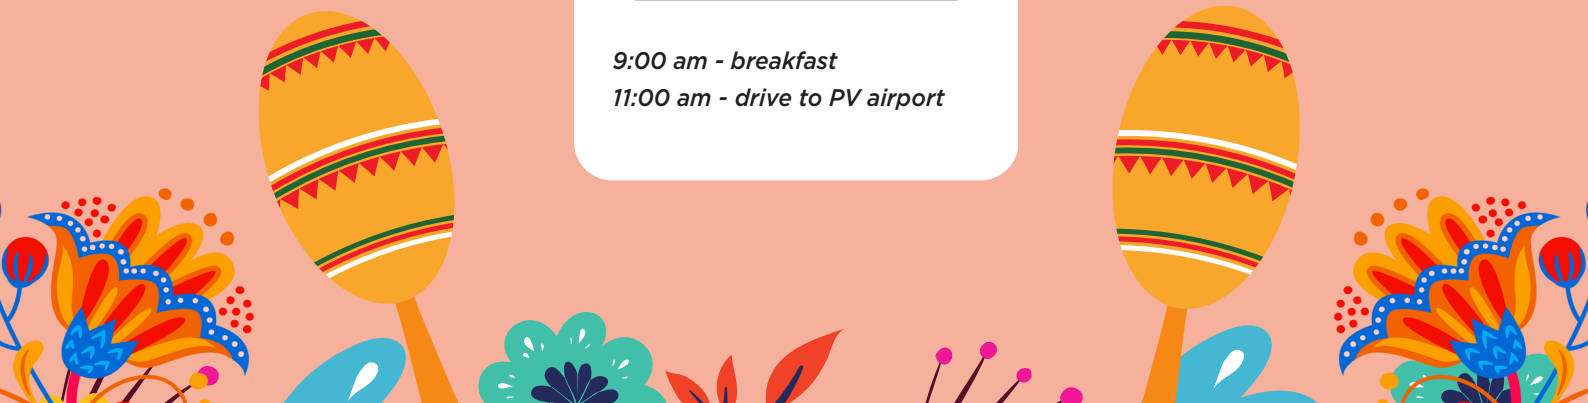 9:00 am - breakfast
11:00 am - drive to PV airport